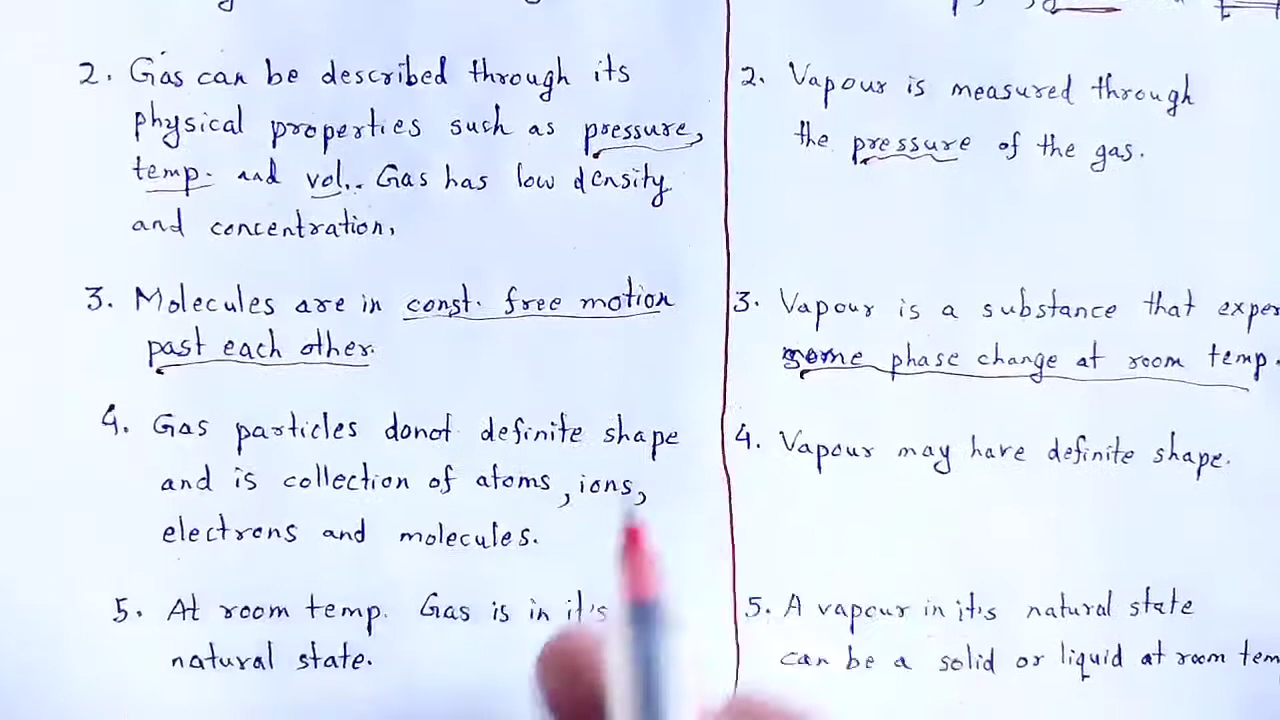 2. Gas can be described through its
physical properties such as pressure,
temp. and vol.. Gas has low density
and concentration.
3. Molecules are in const. free motion
past each other.
4. Gas particles donot definite shape
and is collection of atoms, ions,
electrons and molecules.
5. At room temp. Gas is in it's
natural state.
2. Vapour is measured through
the pressure of the gas.
3. Vapour is a substance that exper
some phase change at room temp.
4. Vapour may have definite shape.
5. A vapour in it's natural state
can be a solid or liquid at room tem